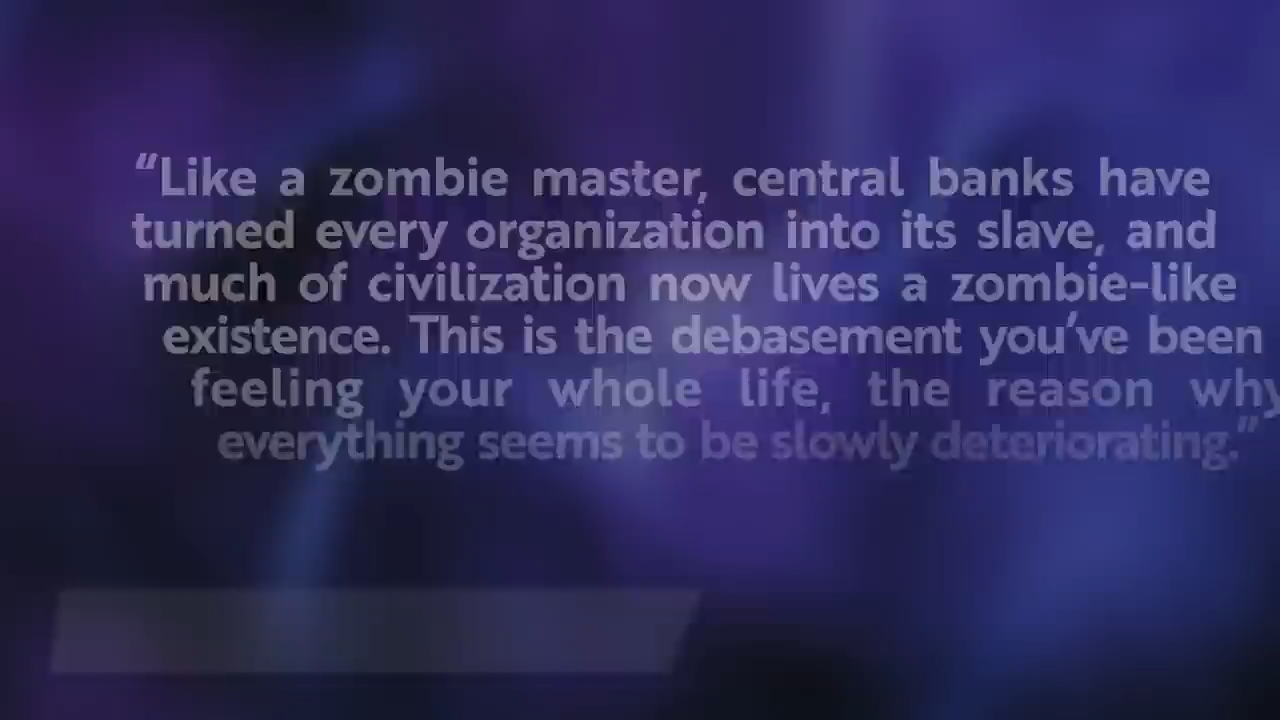 “Like a zombie master, central banks have
turned every organization into its slave, and
much of civilization now lives a zombie-like
existence. This is the debasement you’ve been
feeling your whole life, the reason why
everything seems to be slowly deteriorating.”